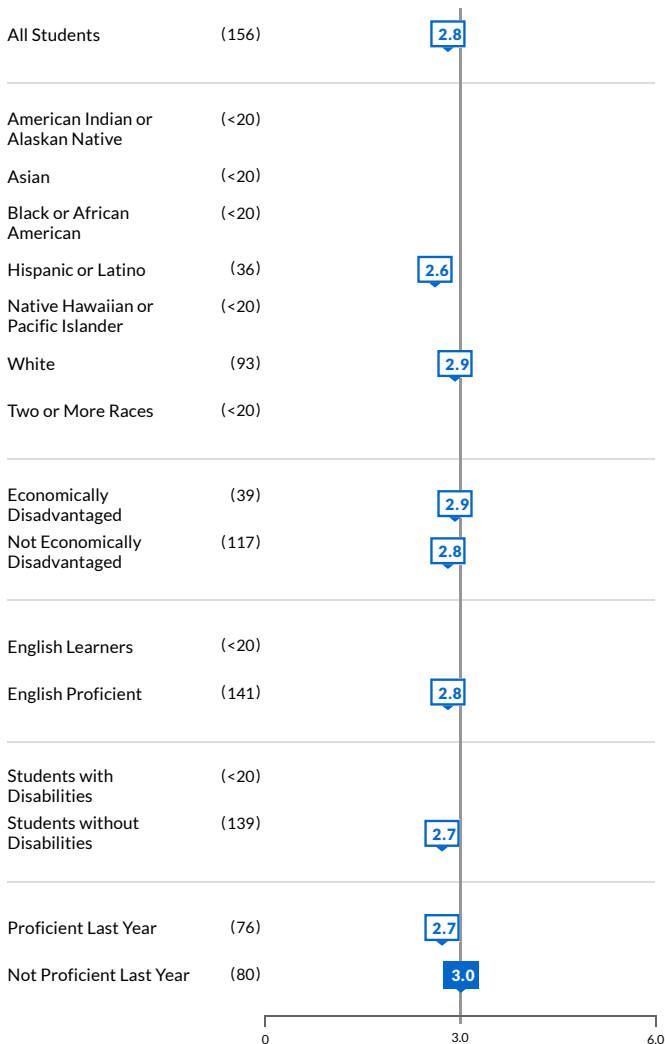 All Students (156) 2.8
American Indian or (<20)
Alaskan Native
Asian (<20)
Black or African (<20)
American
Hispanic or Latino (36) 2.6
Native Hawaiian or (<20)
Pacific Islander
White (93) 2.9
Two or More Races (<20)
Economically (39) 2.9
Disadvantaged
Not Economically (117) 2.8
Disadvantaged
English Learners (<20)
English Proficient (141) 2.8
Students with (<20)
Disabilities
Students without (139) 2.7
Disabilities
Proficient Last Year (76) 2.7
Not Proficient Last Year (80) 3.0
0 3.0 6.0